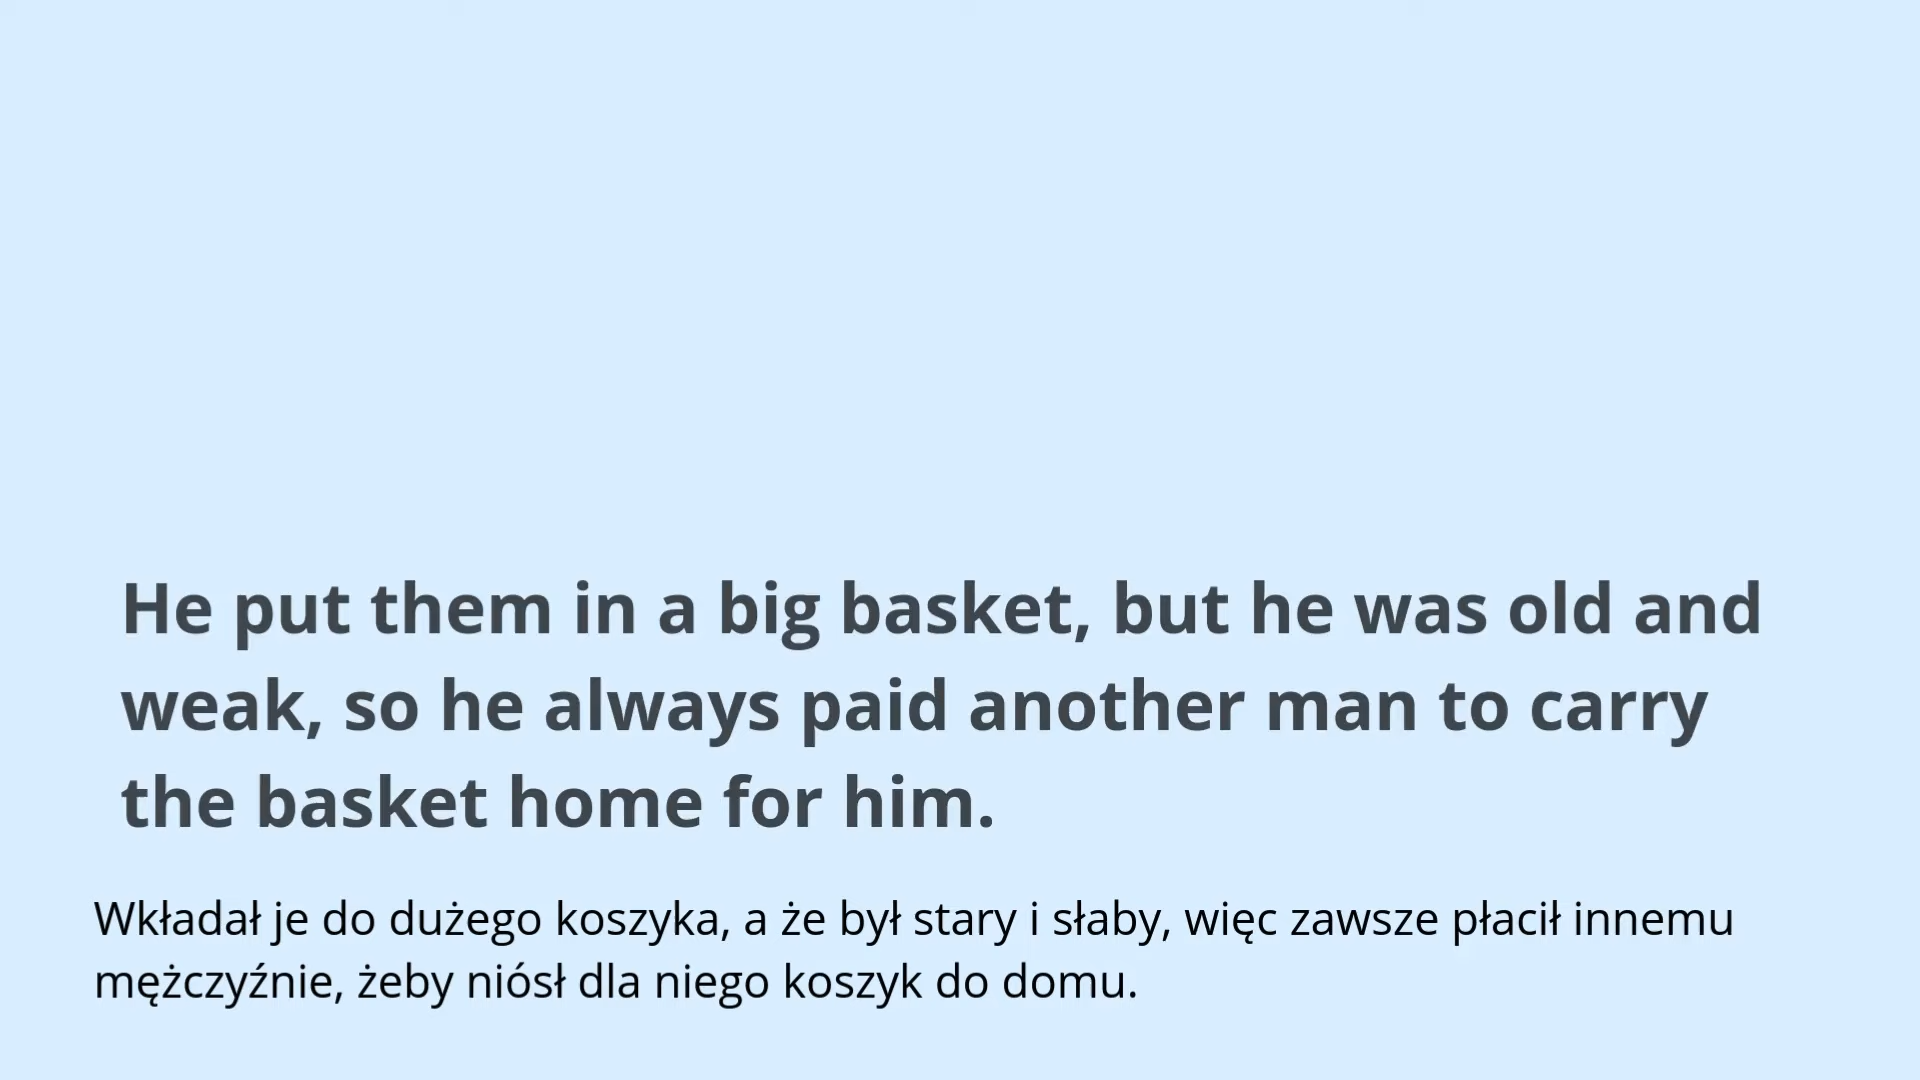 He put them in a big basket, but he was old and
weak, so he always paid another man to carry
the basket home for him.
Wkładał je do dużego koszyka, a że był stary i słaby, więc zawsze płacił innemu
mężczyźnie, żeby niósł dla niego koszyk do domu.